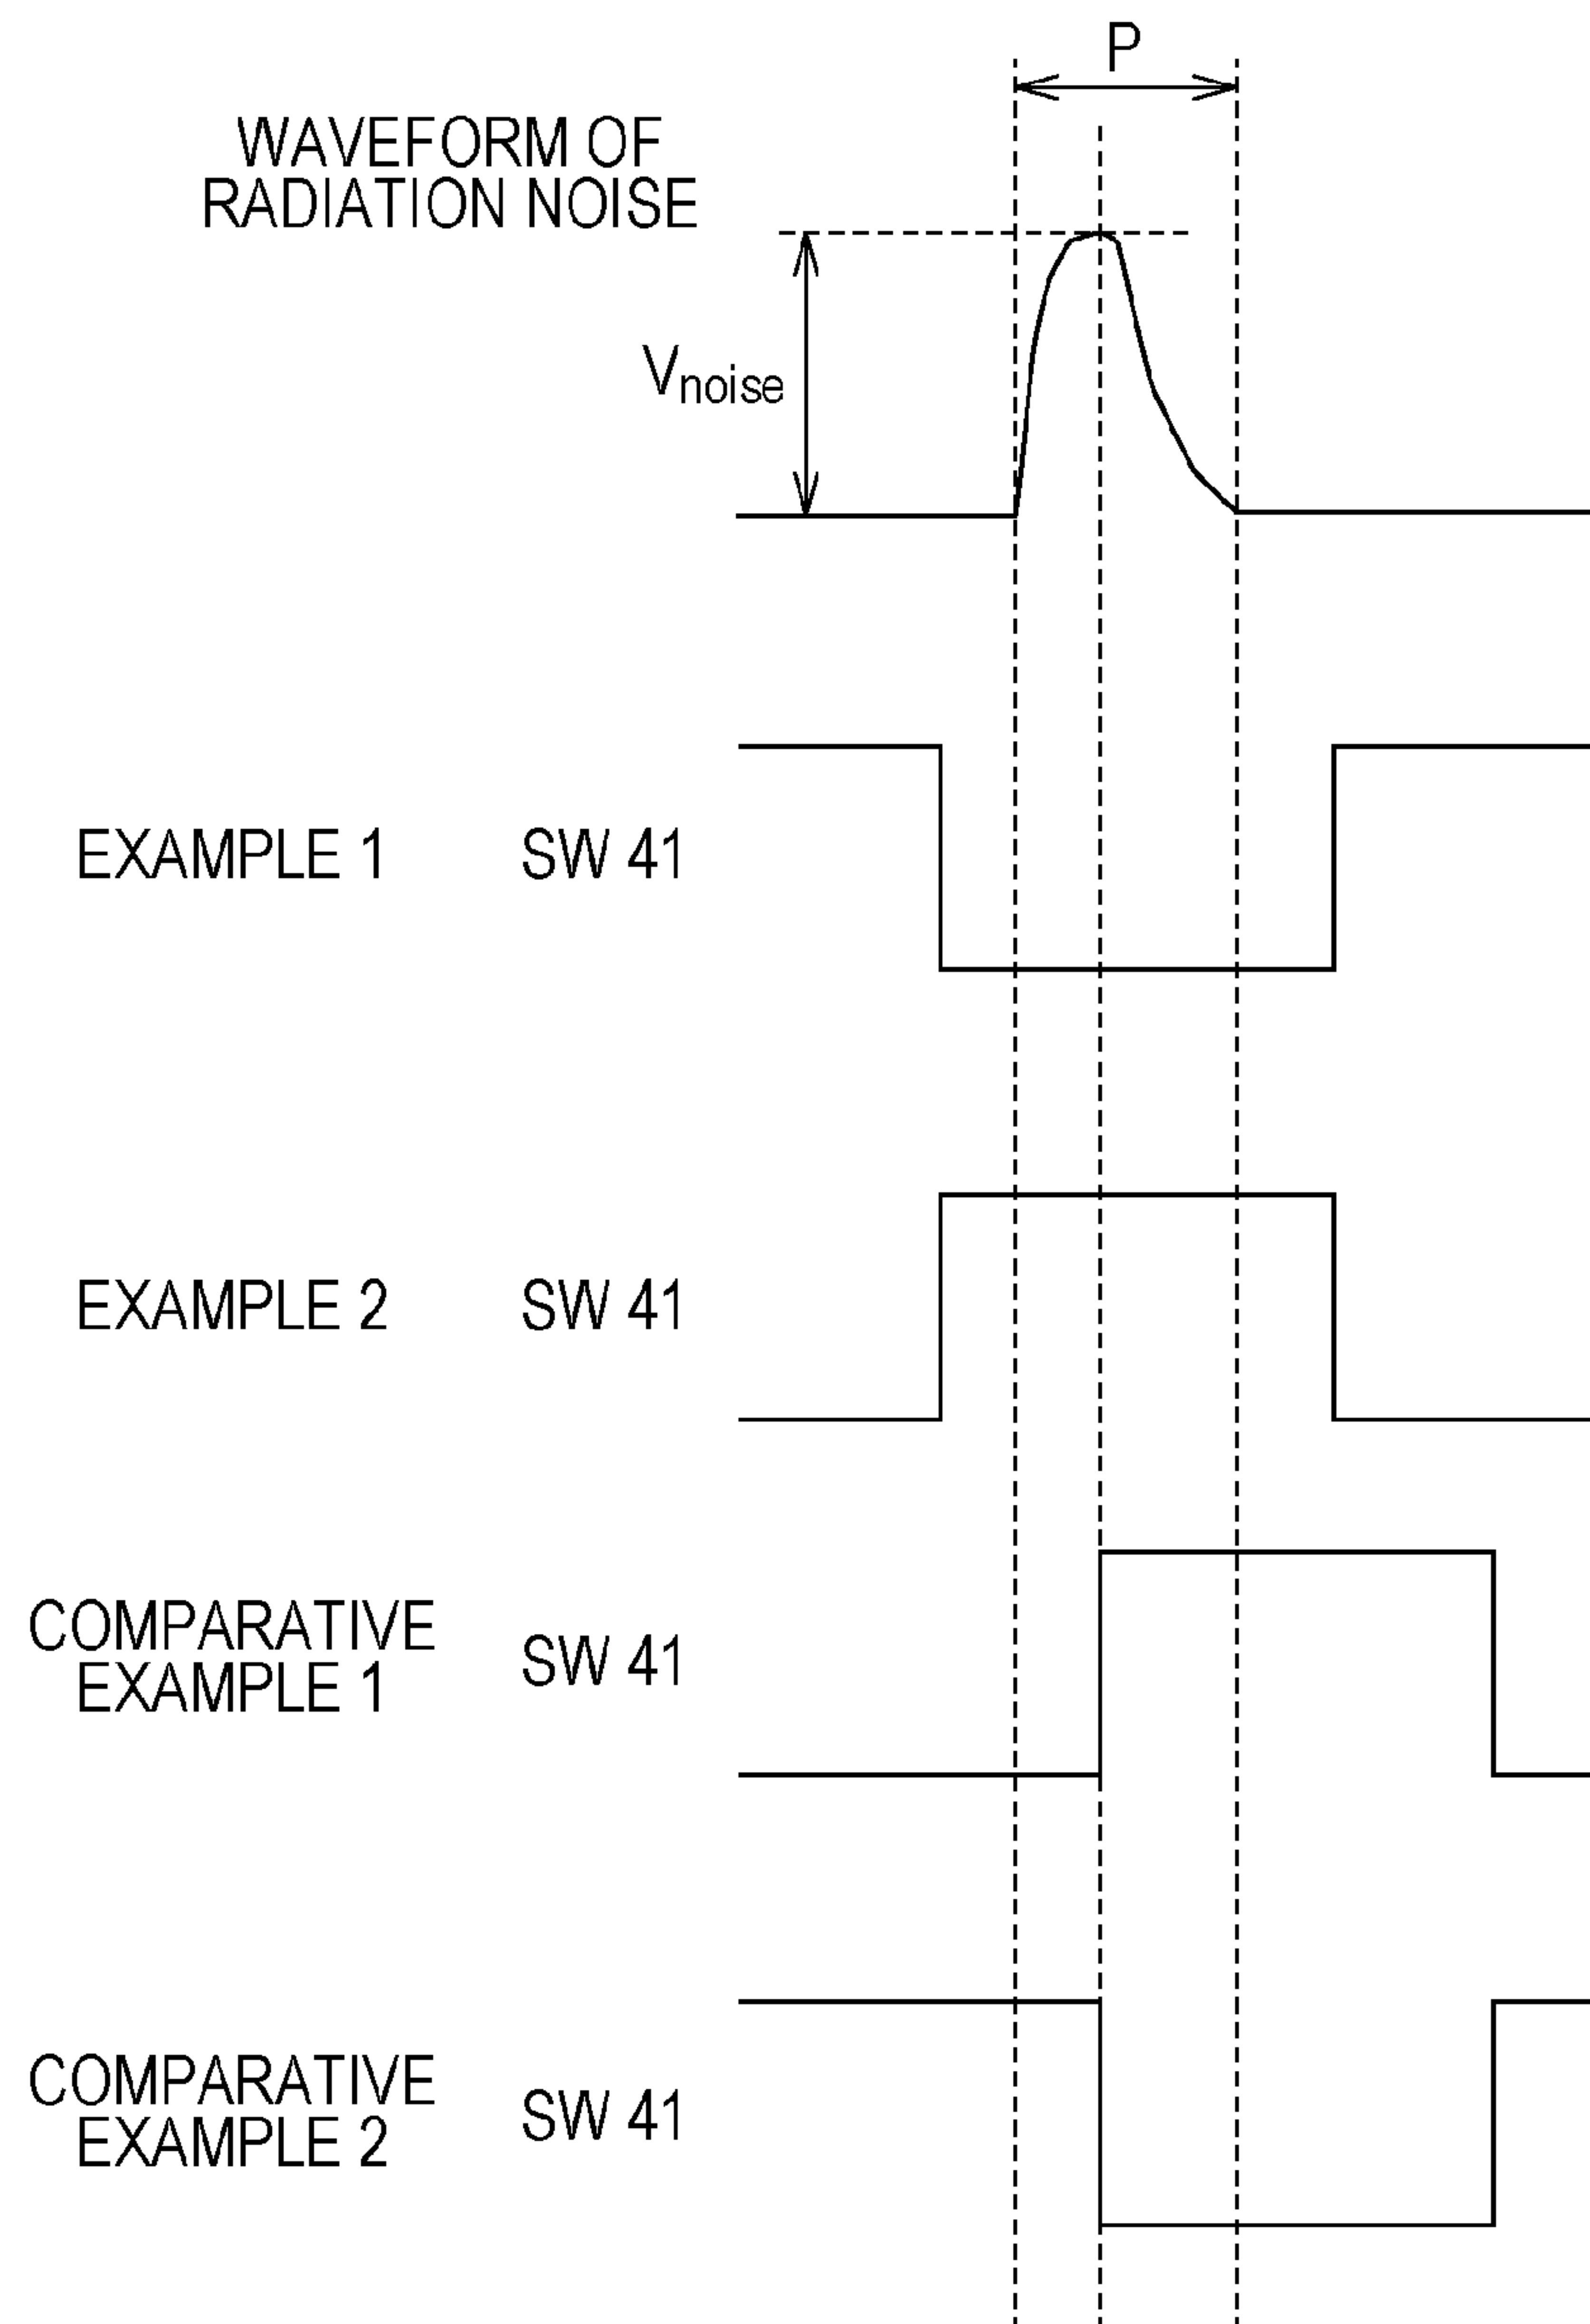 P
WAVEFORM OF
RADIATION NOISE
Vnoise
EXAMPLE 1 SW 41
EXAMPLE 2 SW 41
COMPARATIVE
EXAMPLE 1
SW 41
COMPARATIVE
EXAMPLE 2
SW 41